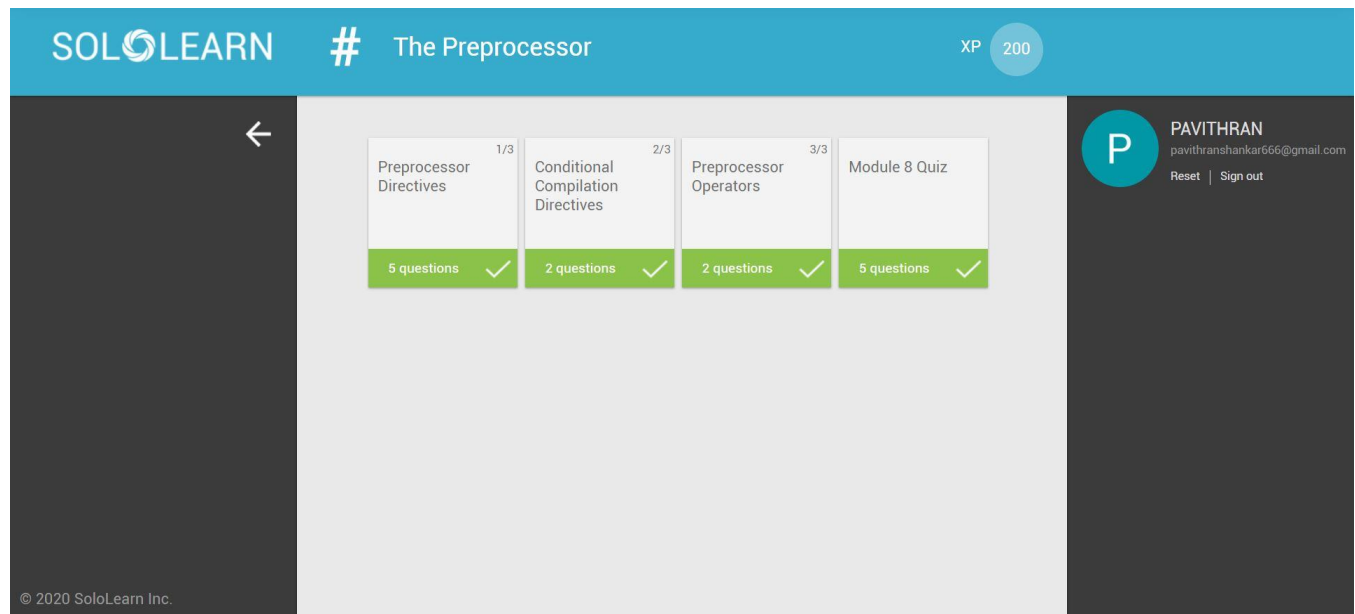 SOLOLEARN
# The Preprocessor
XP 200
PAVITHRAN
pavithranshankar666@gmail.com
Reset | Sign out
1/3
Preprocessor
Directives
5 questions
2/3
Conditional
Compilation
Directives
2 questions
3/3
Preprocessor
Operators
2 questions
Module 8 Quiz
5 questions
P
© 2020 SoloLearn Inc.